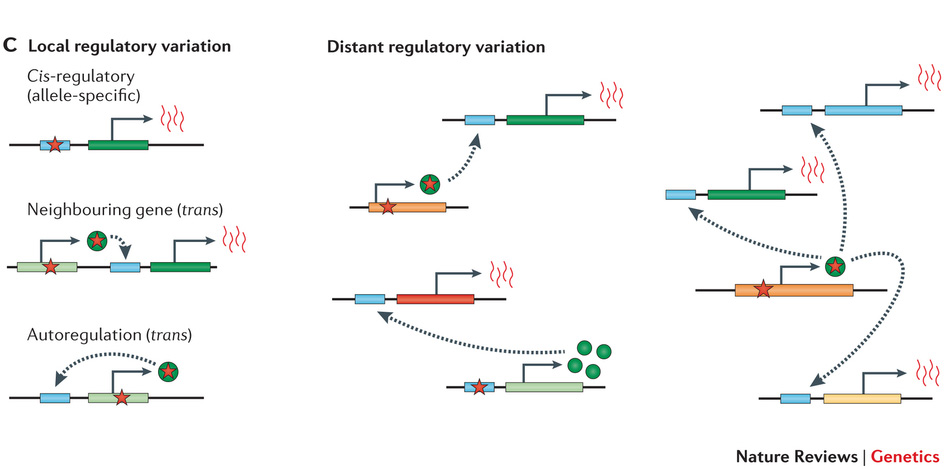 C Local regulatory variation
Cis-regulatory
(allele-specific)
Neighbouring gene (trans)
Autoregulation (trans)
Distant regulatory variation
Nature Reviews | Genetics